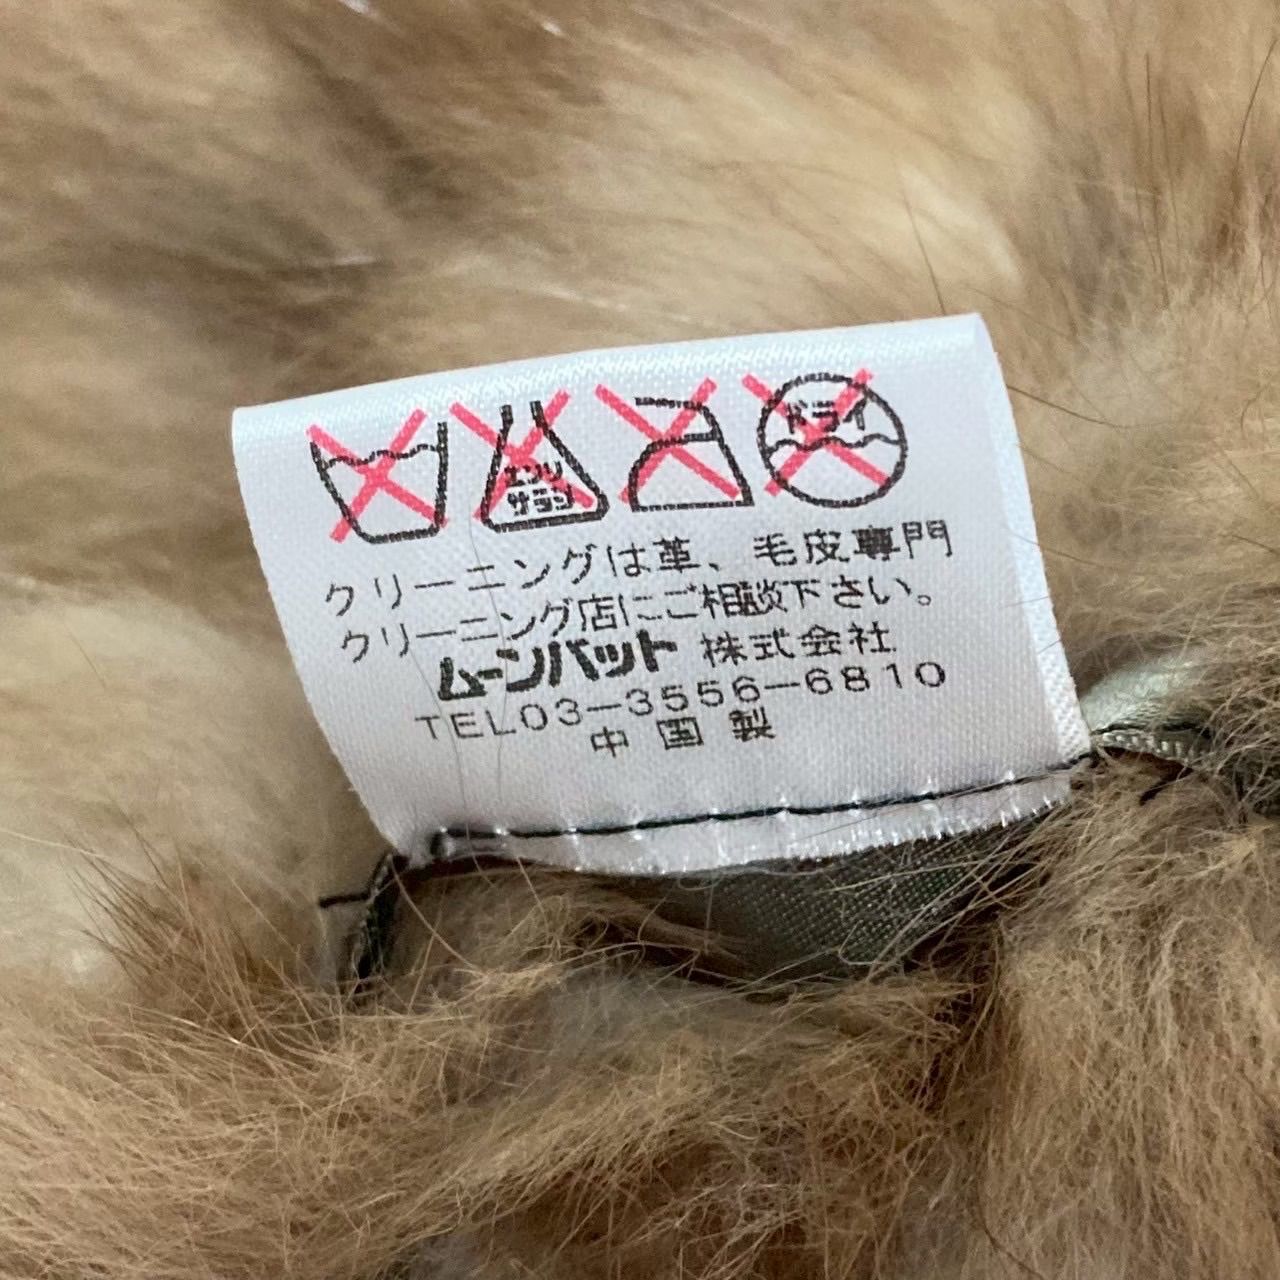 エンソ
サラシ
ドライ
クリーニングは革、毛皮専門
クリーニング店にご相談下さい。
ムーンバット 株式会社
TEL03-3556-6810
中国製